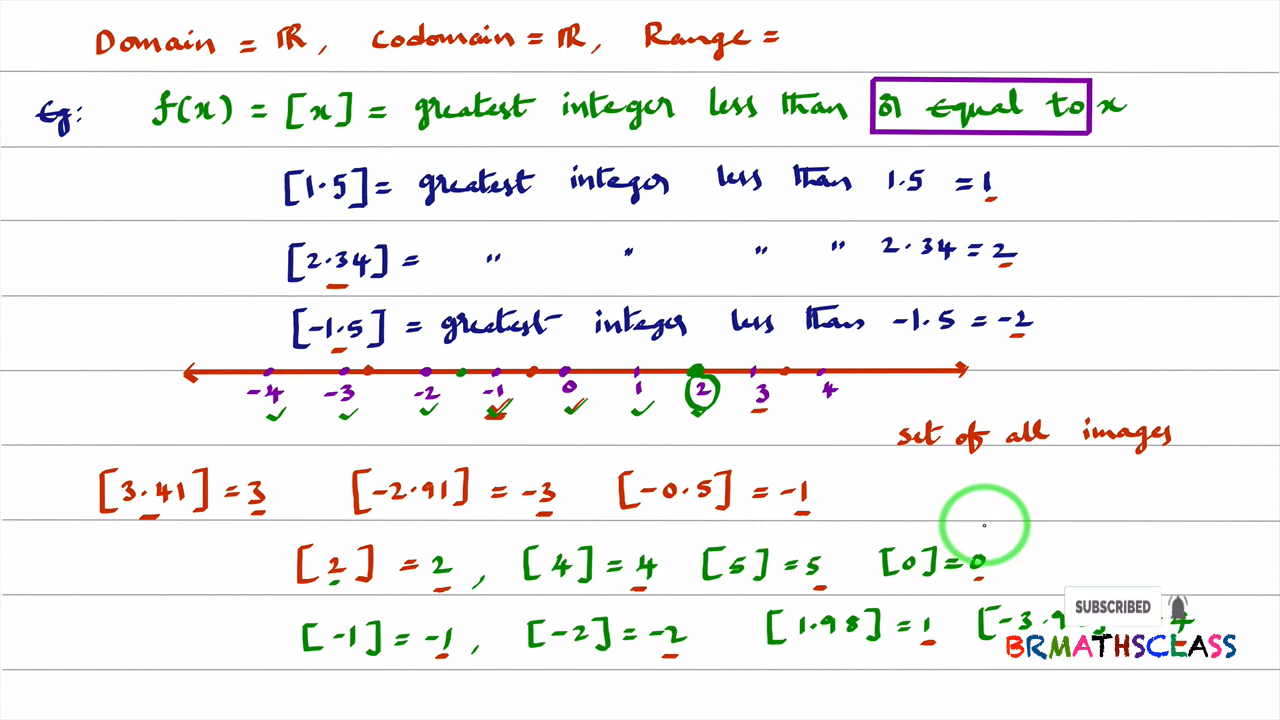 Domain = ℝ, Codomain = ℝ, Range =
Eg: f(x) = [x] = greatest integer less than or Equal to x
[1.5] = greatest integer less than 1.5 = 1
[2.34] = " " " " 2.34 = 2
[-1.5] = greatest integer less than -1.5 = -2
-4 -3 -2 -1 0 1 2 3 4
set of all images
[3.41] = 3 [-2.91] = -3 [-0.5] = -1
[2] = 2, [4] = 4 [5] = 5 [0] = 0
SUBSCRIBED
[-1] = -1, [-2] = -2 [1.98] = 1
BRMATHSCLASS